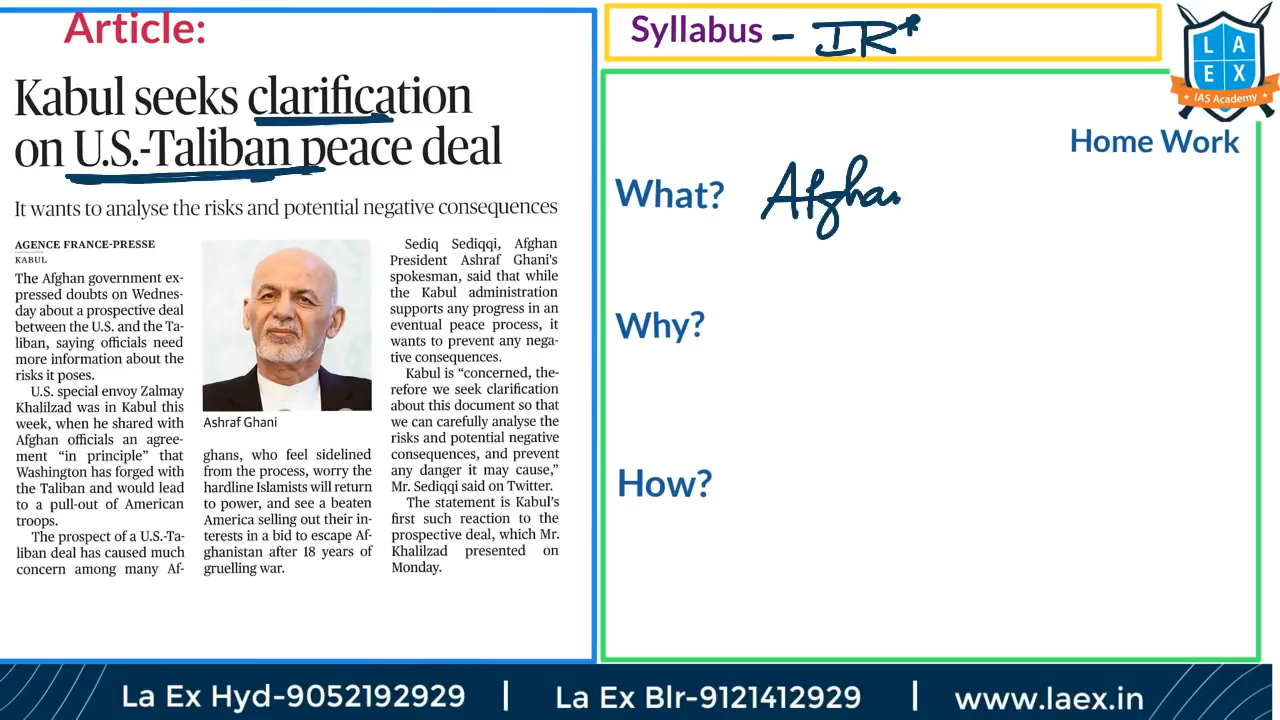 Article:
Kabul seeks clarification
on U.S.-Taliban peace deal
It wants to analyse the risks and potential negative consequences
AGENCE FRANCE-PRESSE
KABUL
The Afghan government ex-
pressed doubts on Wednes-
day about a prospective deal
between the U.S. and the Ta-
liban, saying officials need
more information about the
risks it poses.
U.S. special envoy Zalmay
Khalilzad was in Kabul this
week, when he shared with
Afghan officials an agree-
ment “in principle” that
Washington has forged with
the Taliban and would lead
to a pull-out of American
troops.
The prospect of a U.S.-Ta-
liban deal has caused much
concern among many Af-
Ashraf Ghani
ghans, who feel sidelined
from the process, worry the
hardline Islamists will return
to power, and see a beaten
America selling out their in-
terests in a bid to escape Af-
ghanistan after 18 years of
gruelling war.
Sediq Sediqqi, Afghan
President Ashraf Ghani's
spokesman, said that while
the Kabul administration
supports any progress in an
eventual peace process, it
wants to prevent any nega-
tive consequences.
Kabul is “concerned, the-
refore we seek clarification
about this document so that
we can carefully analyse the
risks and potential negative
consequences, and prevent
any danger it may cause,”
Mr. Sediqqi said on Twitter.
The statement is Kabul's
first such reaction to the
prospective deal, which Mr.
Khalilzad presented on
Monday.
Syllabus - IR*
LA
EX
IAS Academy
Home Work
What? Afghan
Why?
How?
La Ex Hyd-9052192929 | La Ex Blr-9121412929 | www.laex.in